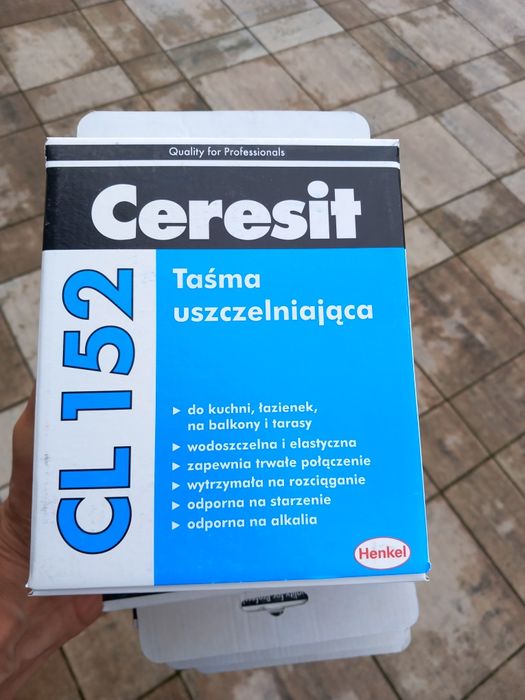 Quality for Professionals
Ceresit
CL 152
Taśma
uszczelniająca
▸ do kuchni, łazienek,
na balkony i tarasy
▸ wodoszczelna i elastyczna
▸ zapewnia trwałe połączenie
▸ wytrzymała na rozciąganie
▸ odporna na starzenie
▸ odporna na alkalia
Henkel